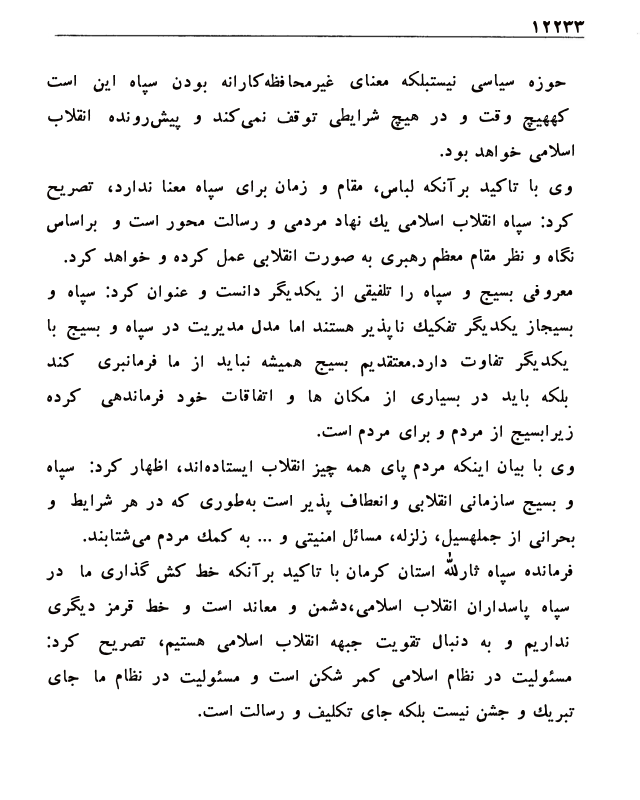 ۱۲۲۳۳
حوزه سیاسی نیستبلکه معنای غیرمحافظه‌کارانه بودن سپاه این است
کههیچ وقت و در هیچ شرایطی توقف نمی‌کند و پیش‌رونده انقلاب
اسلامی خواهد بود.
وی با تاکید برآنکه لباس، مقام و زمان برای سپاه معنا ندارد، تصریح
کرد: سپاه انقلاب اسلامی یك نهاد مردمی و رسالت محور است و براساس
نگاه و نظر مقام معظم رهبری به صورت انقلابی عمل کرده و خواهد کرد.
معروفی بسیج و سپاه را تلفیقی از یکدیگر دانست و عنوان کرد: سپاه و
بسیجاز یکدیگر تفکیك ناپذیر هستند اما مدل مدیریت در سپاه و بسیج با
یکدیگر تفاوت دارد.معتقدیم بسیج همیشه نباید از ما فرمانبری کند
بلکه باید در بسیاری از مکان ها و اتفاقات خود فرماندهی کرده
زیرابسیج از مردم و برای مردم است.
وی با بیان اینکه مردم پای همه چیز انقلاب ایستاده‌اند، اظهار کرد: سپاه
و بسیج سازمانی انقلابی وانعطاف پذیر است به‌طوری که در هر شرایط و
بحرانی از جملهسیل، زلزله، مسائل امنیتی و ... به کمك مردم می‌شتابند.
فرمانده سپاه ثارالله استان کرمان با تاکید برآنکه خط کش گذاری ما در
سپاه پاسداران انقلاب اسلامی،دشمن و معاند است و خط قرمز دیگری
نداریم و به دنبال تقویت جبهه انقلاب اسلامی هستیم، تصریح کرد:
مسئولیت در نظام اسلامی کمر شکن است و مسئولیت در نظام ما جای
تبریك و جشن نیست بلکه جای تکلیف و رسالت است.